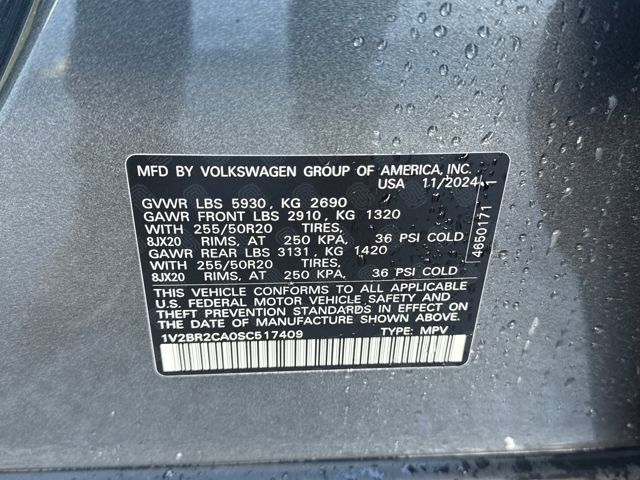 MFD BY VOLKSWAGEN GROUP OF AMERICA, INC.
USA 11/2024
GVWR LBS 5930 , KG 2690
GAWR FRONT LBS 2910 , KG 1320
WITH 255/50R20 TIRES,
8JX20 RIMS, AT 250 KPA, 36 PSI COLD
GAWR REAR LBS 3131 , KG 1420
WITH 255/50R20 TIRES,
8JX20 RIMS, AT 250 KPA, 36 PSI COLD
THIS VEHICLE CONFORMS TO ALL APPLICABLE
U.S. FEDERAL MOTOR VEHICLE SAFETY AND
THEFT PREVENTION STANDARDS IN EFFECT ON
THE DATE OF MANUFACTURE SHOWN ABOVE.
1V2BR2CA0SC517409 TYPE: MPV
4650171 1